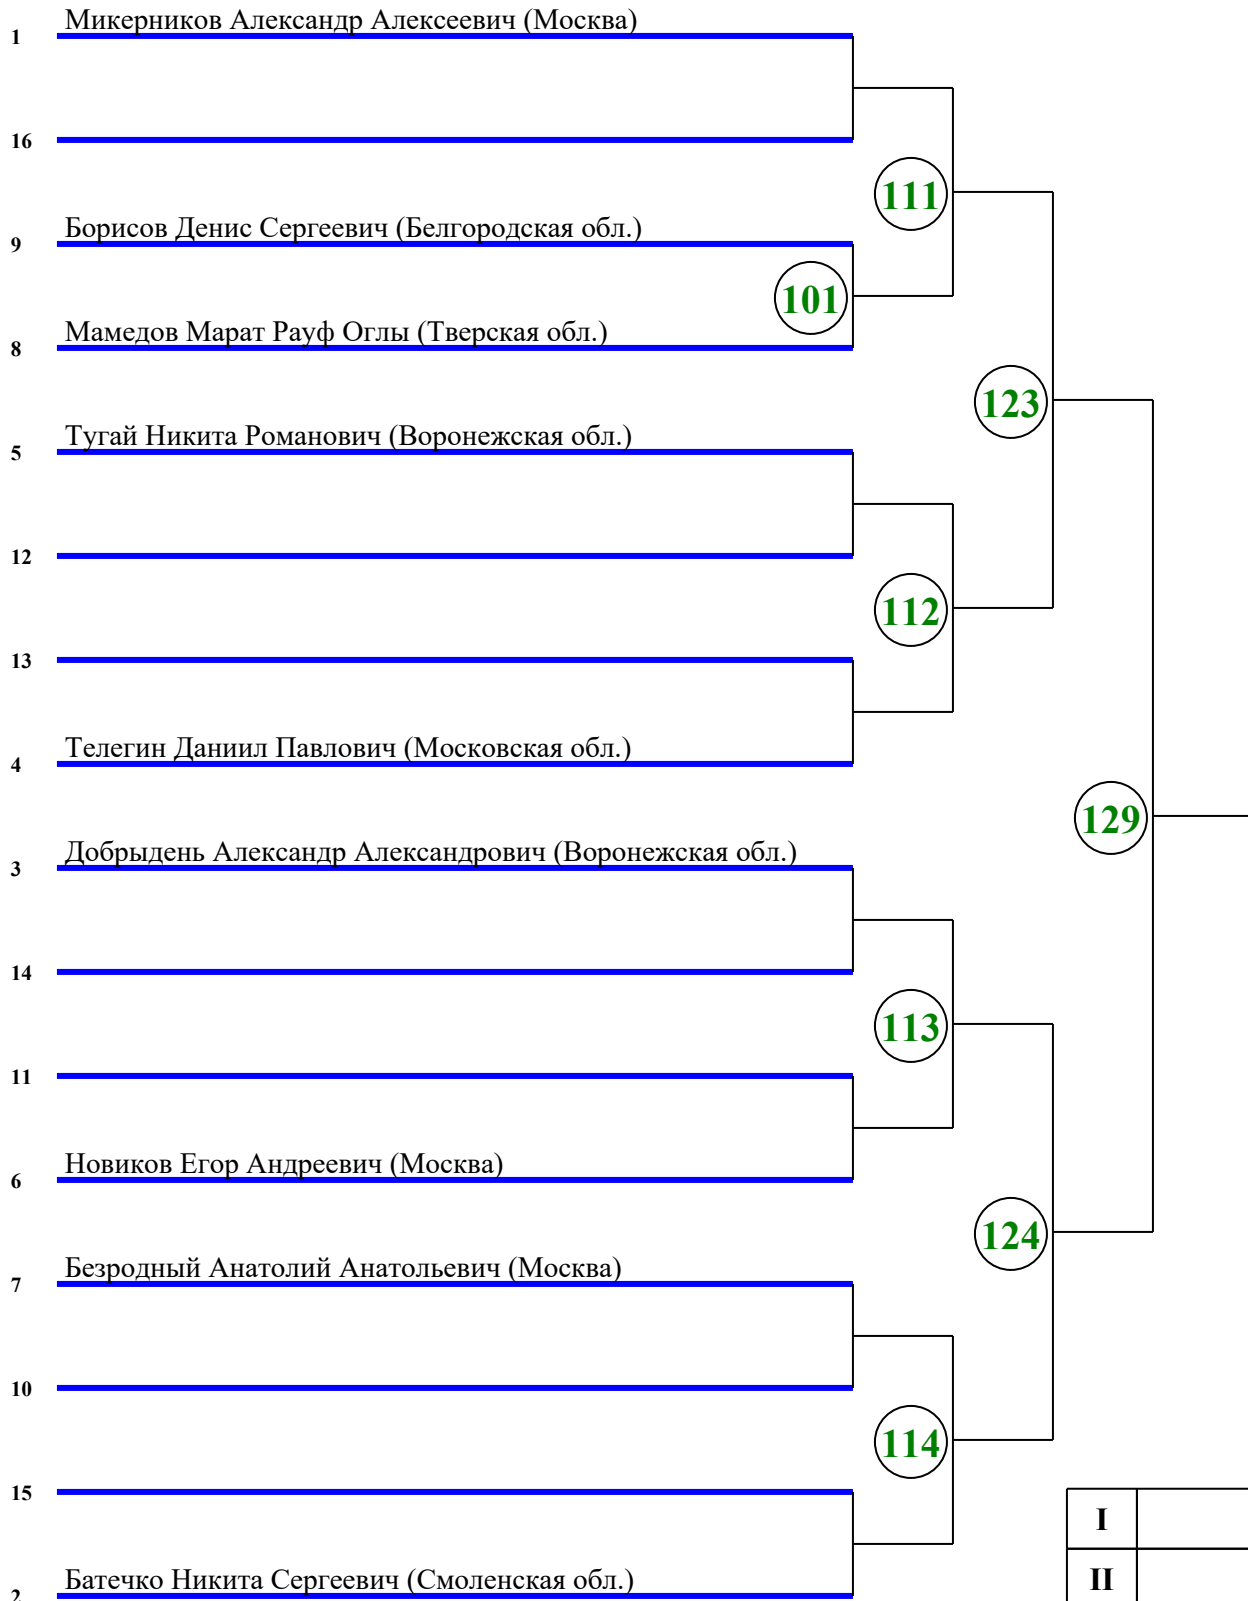 Микерников Александр Алексеевич (Москва)
1
16
111
Борисов Денис Сергеевич (Белгородская обл.)
9
101
Мамедов Марат Рауф Оглы (Тверская обл.)
8
123
Тугай Никита Романович (Воронежская обл.)
5
12
112
13
Телегин Даниил Павлович (Московская обл.)
4
129
Добрыдень Александр Александрович (Воронежская обл.)
3
14
113
11
Новиков Егор Андреевич (Москва)
6
124
Безродный Анатолий Анатольевич (Москва)
7
10
114
15
I
Батечко Никита Сергеевич (Смоленская обл.)
II
2